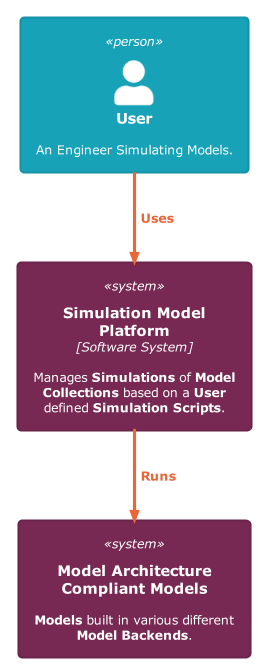 «person»
User
An Engineer Simulating Models.
Uses
«system»
Simulation Model
Platform
[Software System]
Manages Simulations of Model
Collections based on a User
defined Simulation Scripts.
Runs
«system»
Model Architecture
Compliant Models
Models built in various different
Model Backends.